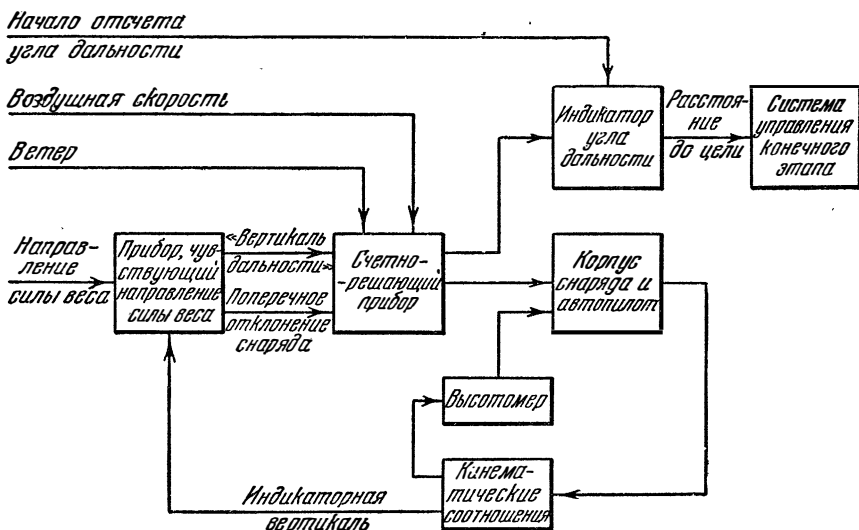 Начало отсчета
угла дальности
Воздушная скорость
Ветер
Индикатор
угла
дальности
Расстоя-
ние
до цели
Система
управления
конечного
этапа
Направ-
ление
силы веса
Прибор, чув-
ствующий
направление
силы веса
«Вертикаль
дальности»
Поперечное
отклонение
снаряда
Счетно-
-решающий
прибор
Корпус
снаряда и
автопилот
Высотомер
Кинема-
тические
соотношения
Индикаторная
вертикаль